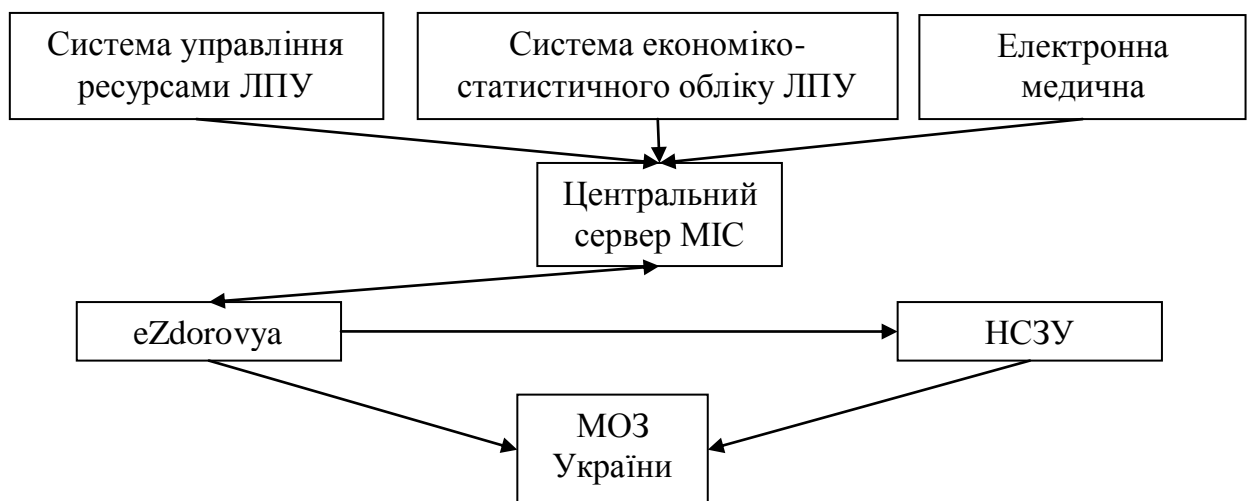 Система управління
ресурсами ЛПУ
Система економіко-
статистичного обліку ЛПУ
Електронна
медична
Центральний
сервер МІС
eZdorovya
НСЗУ
МОЗ
України